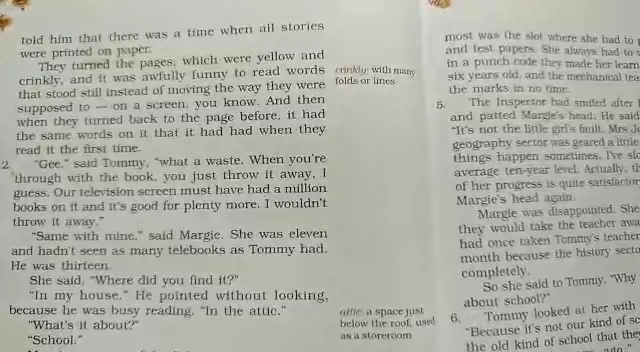 told him that there was a time when all stories
were printed on paper.
They turned the pages, which were yellow and
crinkly, and it was awfully funny to read words
that stood still instead of moving the way they were
supposed to — on a screen, you know. And then
when they turned back to the page before, it had
the same words on it that it had had when they
read it the first time.
2. "Gee," said Tommy, "what a waste. When you're
through with the book, you just throw it away, I
guess. Our television screen must have had a million
books on it and it's good for plenty more. I wouldn't
throw it away."
"Same with mine," said Margie. She was eleven
and hadn't seen as many telebooks as Tommy had.
He was thirteen.
She said, "Where did you find it?"
"In my house." He pointed without looking,
because he was busy reading. "In the attic."
"What's it about?"
"School."
crinkly: with many
folds or lines
attic: a space just
below the roof, used
as a storeroom
most was the slot where she had to
and test papers. She always had to
in a punch code they made her learn
six years old, and the mechanical tea
the marks in no time.
5. The Inspector had smiled after
and patted Margie's head. He said
"It's not the little girl's fault, Mrs J
geography sector was geared a little
things happen sometimes. I've slo
average ten-year level. Actually, th
of her progress is quite satisfactor
Margie's head again.
Margie was disappointed. She
they would take the teacher awa
had once taken Tommy's teacher
month because the history secto
completely.
So she said to Tommy, "Why
about school?"
6. Tommy looked at her with
"Because it's not our kind of sc
the old kind of school that the